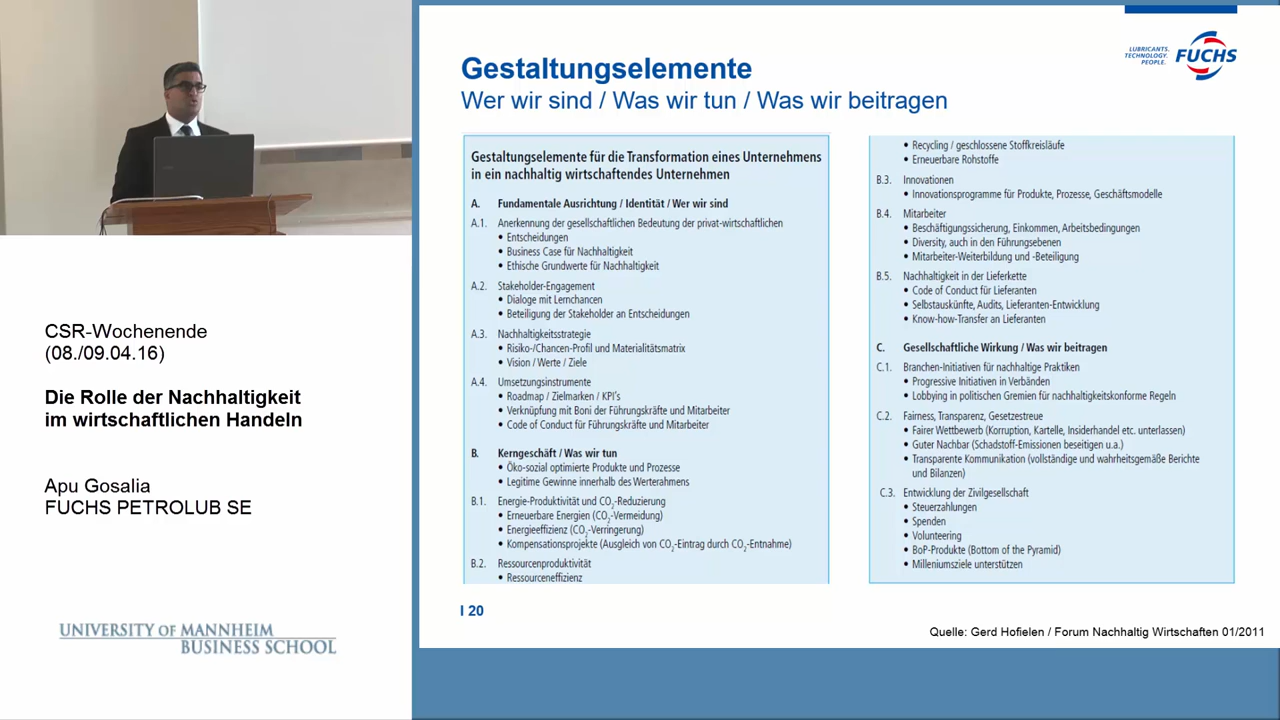 CSR-Wochenende
(08./09.04.16)
Die Rolle der Nachhaltigkeit
im wirtschaftlichen Handeln
Apu Gosalia
FUCHS PETROLUB SE
UNIVERSITY OF MANNHEIM
BUSINESS SCHOOL
LUBRICANTS.
TECHNOLOGY.
PEOPLE.
FUCHS
Gestaltungselemente
Wer wir sind / Was wir tun / Was wir beitragen
Gestaltungselemente für die Transformation eines Unternehmens
in ein nachhaltig wirtschaftendes Unternehmen
A. Fundamentale Ausrichtung / Identität / Wer wir sind
A.1. Anerkennung der gesellschaftlichen Bedeutung der privat-wirtschaftlichen
• Entscheidungen
• Business Case für Nachhaltigkeit
• Ethische Grundwerte für Nachhaltigkeit
A.2. Stakeholder-Engagement
• Dialoge mit Lernchancen
• Beteiligung der Stakeholder an Entscheidungen
A.3. Nachhaltigkeitsstrategie
• Risiko-/Chancen-Profil und Materialitätsmatrix
• Vision / Werte / Ziele
A.4. Umsetzungsinstrumente
• Roadmap / Zielmarken / KPI's
• Verknüpfung mit Boni der Führungskräfte und Mitarbeiter
• Code of Conduct für Führungskräfte und Mitarbeiter
B. Kerngeschäft / Was wir tun
• Öko-sozial optimierte Produkte und Prozesse
• Legitime Gewinne innerhalb des Werterahmens
B.1. Energie-Produktivität und CO2-Reduzierung
• Erneuerbare Energien (CO2-Vermeidung)
• Energieeffizienz (CO2-Verringerung)
• Kompensationsprojekte (Ausgleich von CO2-Eintrag durch CO2-Entnahme)
B.2. Ressourcenproduktivität
• Ressourceneffizienz
• Recycling / geschlossene Stoffkreisläufe
• Erneuerbare Rohstoffe
B.3. Innovationen
• Innovationsprogramme für Produkte, Prozesse, Geschäftsmodelle
B.4. Mitarbeiter
• Beschäftigungssicherung, Einkommen, Arbeitsbedingungen
• Diversity, auch in den Führungsebenen
• Mitarbeiter-Weiterbildung und -Beteiligung
B.5. Nachhaltigkeit in der Lieferkette
• Code of Conduct für Lieferanten
• Selbstauskünfte, Audits, Lieferanten-Entwicklung
• Know-how-Transfer an Lieferanten
C. Gesellschaftliche Wirkung / Was wir beitragen
C.1. Branchen-Initiativen für nachhaltige Praktiken
• Progressive Initiativen in Verbänden
• Lobbying in politischen Gremien für nachhaltigkeitskonforme Regeln
C.2. Fairness, Transparenz, Gesetzestreue
• Fairer Wettbewerb (Korruption, Kartelle, Insiderhandel etc. unterlassen)
• Guter Nachbar (Schadstoff-Emissionen beseitigen u.a.)
• Transparente Kommunikation (vollständige und wahrheitsgemäße Berichte
und Bilanzen)
C.3. Entwicklung der Zivilgesellschaft
• Steuerzahlungen
• Spenden
• Volunteering
• BoP-Produkte (Bottom of the Pyramid)
• Milleniumsziele unterstützen
I 20
Quelle: Gerd Hofielen / Forum Nachhaltig Wirtschaften 01/2011